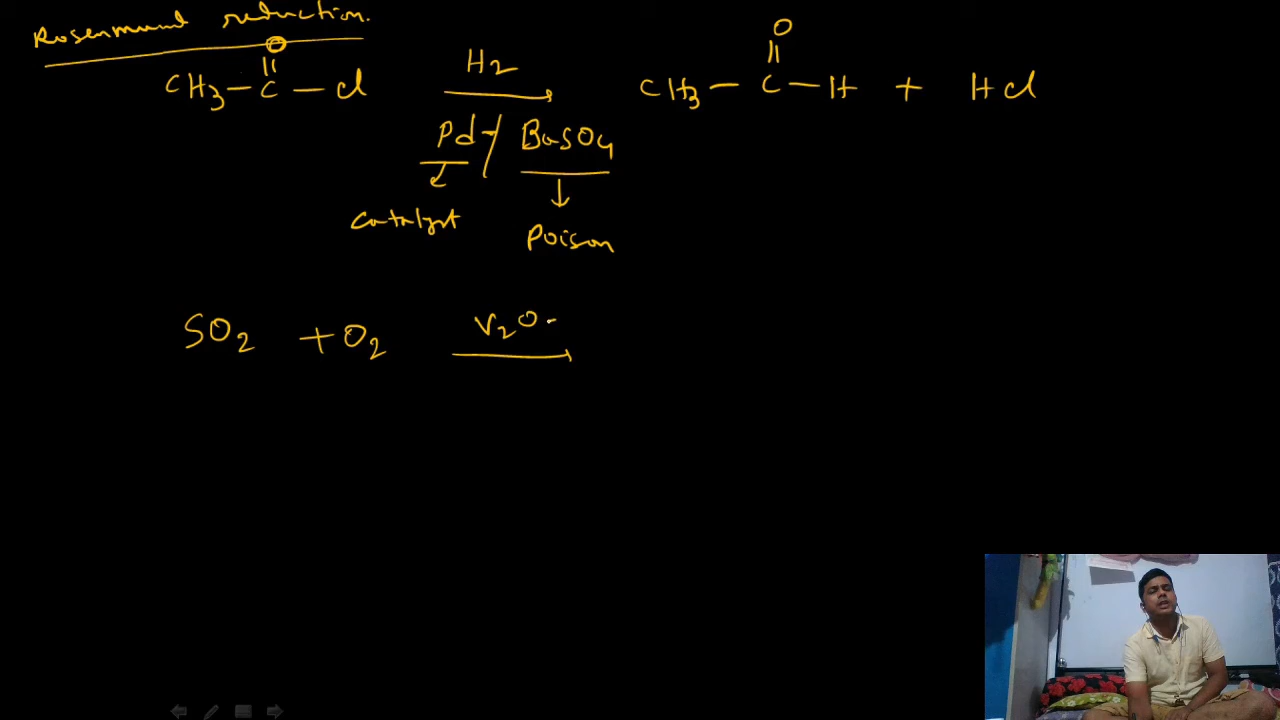 Rosenmund reduction.
O
||
CH3 — C — Cl H2 → CH3 — C — H + HCl
O
||
Pd / BaSO4
Catalyst
Poison
SO2 + O2 V2O →